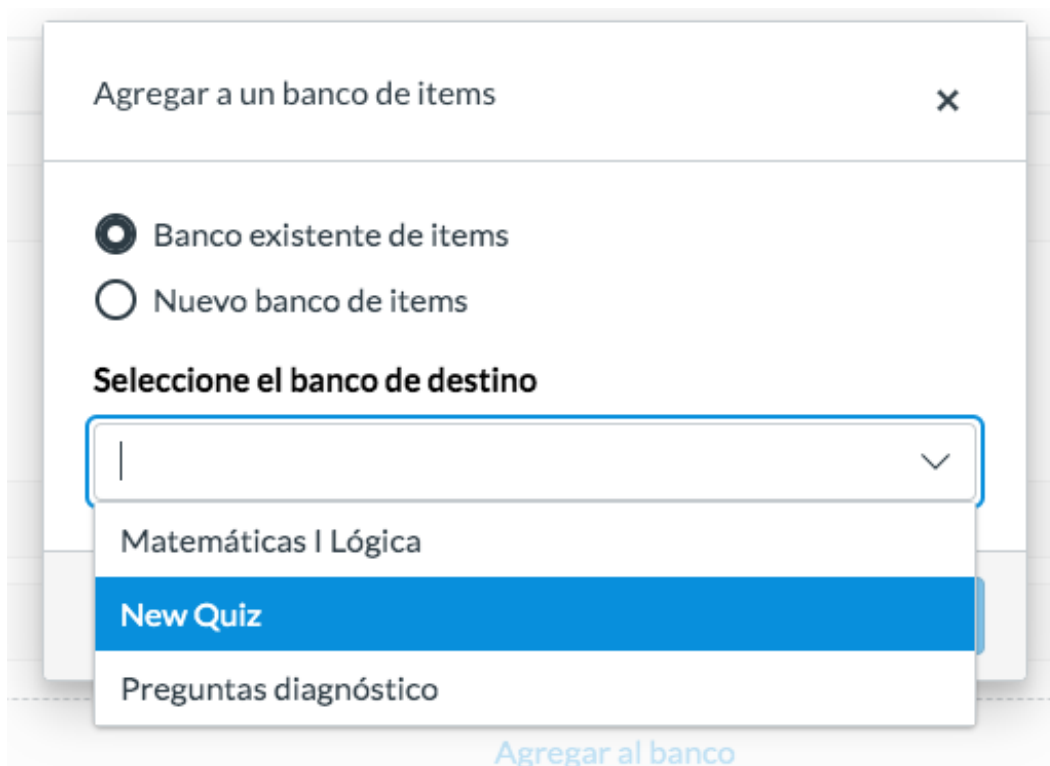 Agregar a un banco de items
Banco existente de items
Nuevo banco de items
Seleccione el banco de destino
Matemáticas I Lógica
New Quiz
Preguntas diagnóstico
Agregar al banco